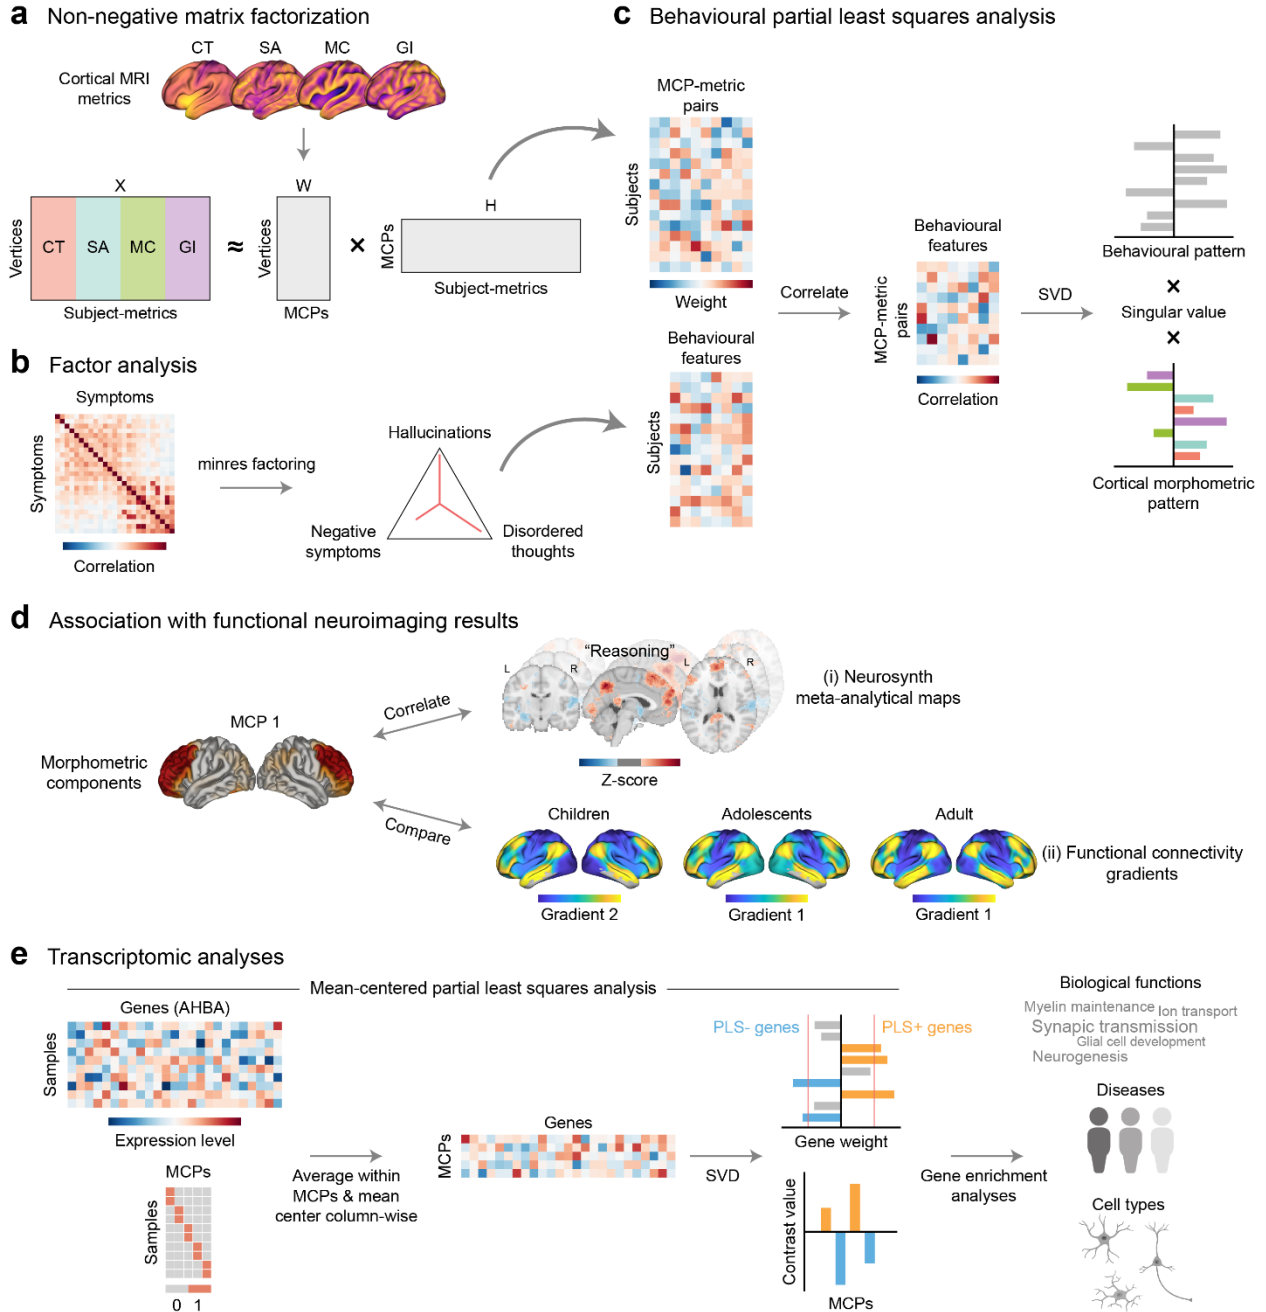 a Non-negative matrix factorization
CT SA MC GI
Cortical MRI
metrics
X
Vertices
CT SA MC GI
Subject-metrics
≈
W
Vertices
MCPs
×
H
MCPs
Subject-metrics
b Factor analysis
Symptoms
Symptoms
Correlation
minres factoring
Hallucinations
Negative
symptoms
Disordered
thoughts
c Behavioural partial least squares analysis
MCP-metric
pairs
Subjects
Weight
Behavioural
features
Subjects
Correlate
Behavioural
features
MCP-metric
pairs
Correlation
SVD
Behavioural pattern
×
Singular value
×
Cortical morphometric
pattern
d Association with functional neuroimaging results
Morphometric
components
MCP 1
Correlate
Compare
"Reasoning"
L R L R
Z-score
(i) Neurosynth
meta-analytical maps
Children Adolescents Adult
Gradient 2 Gradient 1 Gradient 1
(ii) Functional connectivity
gradients
e Transcriptomic analyses
Mean-centered partial least squares analysis
Genes (AHBA)
Samples
Expression level
MCPs
Samples
0 1
Average within
MCPs & mean
center column-wise
Genes
MCPs
SVD
PLS- genes PLS+ genes
Gene weight
Contrast value
MCPs
Gene enrichment
analyses
Biological functions
Myelin maintenance Ion transport
Synapic transmission
Glial cell development
Neurogenesis
Diseases
Cell types